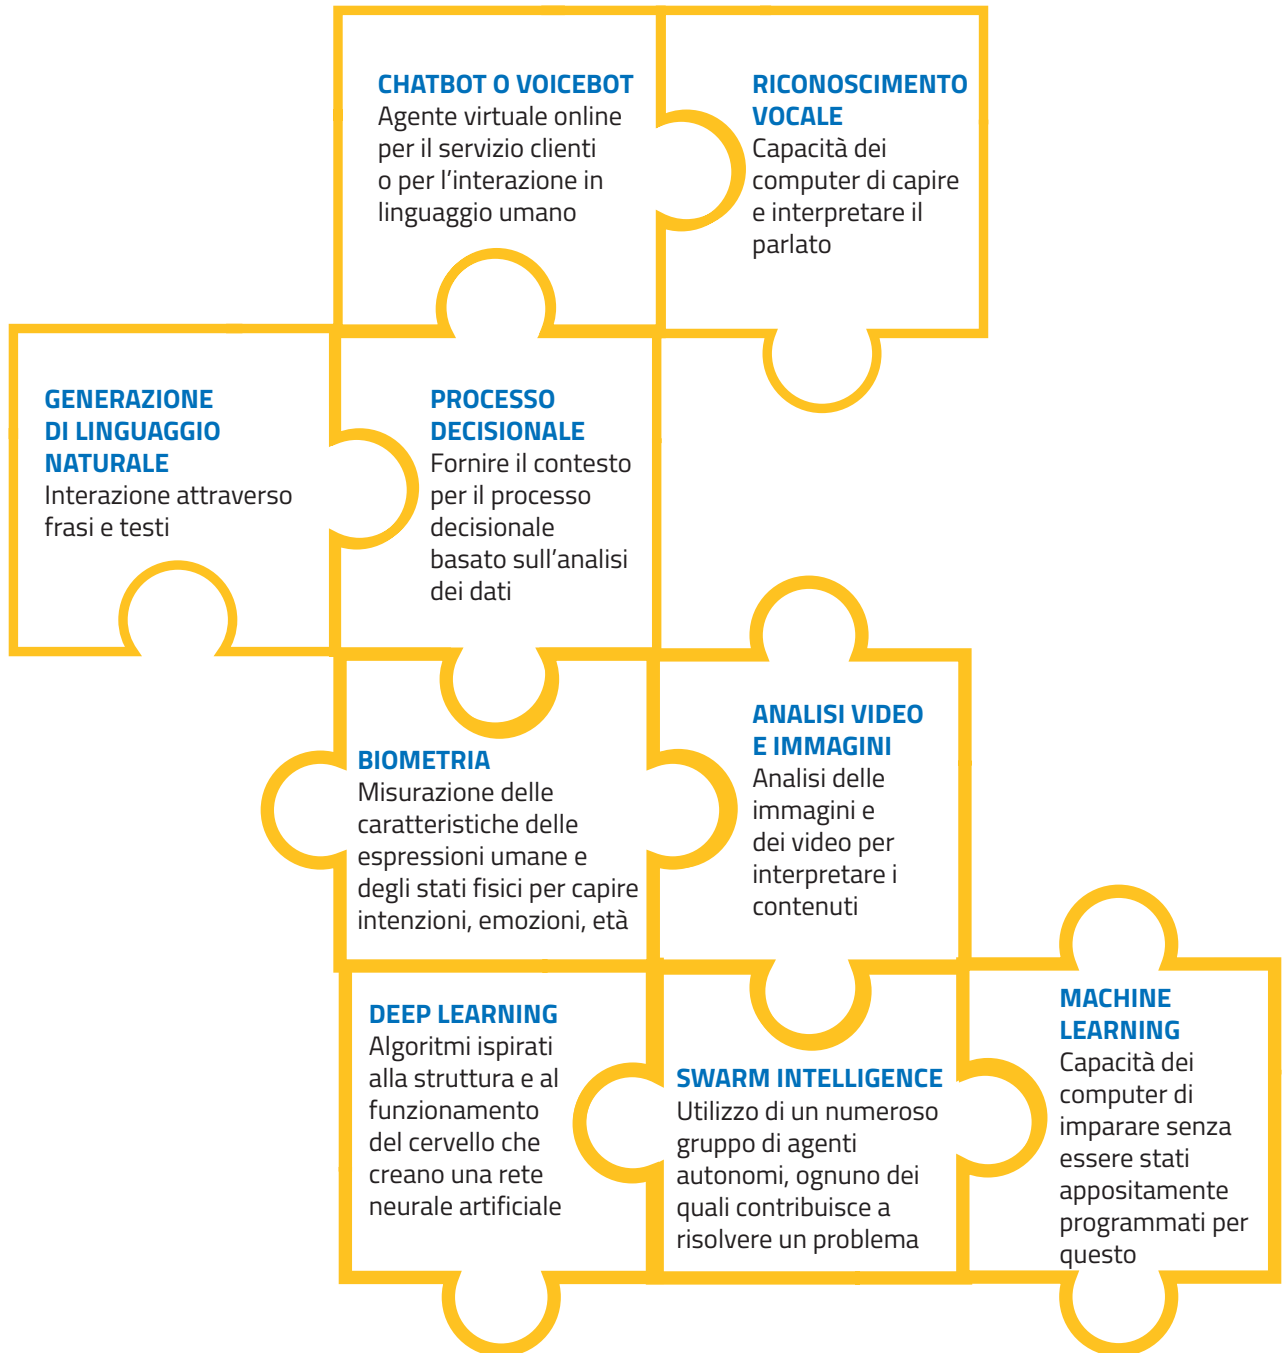 CHATBOT O VOICEBOT
Agente virtuale online
per il servizio clienti
o per l'interazione in
linguaggio umano
RICONOSCIMENTO
VOCALE
Capacità dei
computer di capire
e interpretare il
parlato
GENERAZIONE
DI LINGUAGGIO
NATURALE
Interazione attraverso
frasi e testi
PROCESSO
DECISIONALE
Fornire il contesto
per il processo
decisionale
basato sull'analisi
dei dati
BIOMETRIA
Misurazione delle
caratteristiche delle
espressioni umane e
degli stati fisici per capire
intenzioni, emozioni, età
ANALISI VIDEO
E IMMAGINI
Analisi delle
immagini e
dei video per
interpretare i
contenuti
DEEP LEARNING
Algoritmi ispirati
alla struttura e al
funzionamento
del cervello che
creano una rete
neurale artificiale
SWARM INTELLIGENCE
Utilizzo di un numeroso
gruppo di agenti
autonomi, ognuno dei
quali contribuisce a
risolvere un problema
MACHINE
LEARNING
Capacità dei
computer di
imparare senza
essere stati
appositamente
programmati per
questo